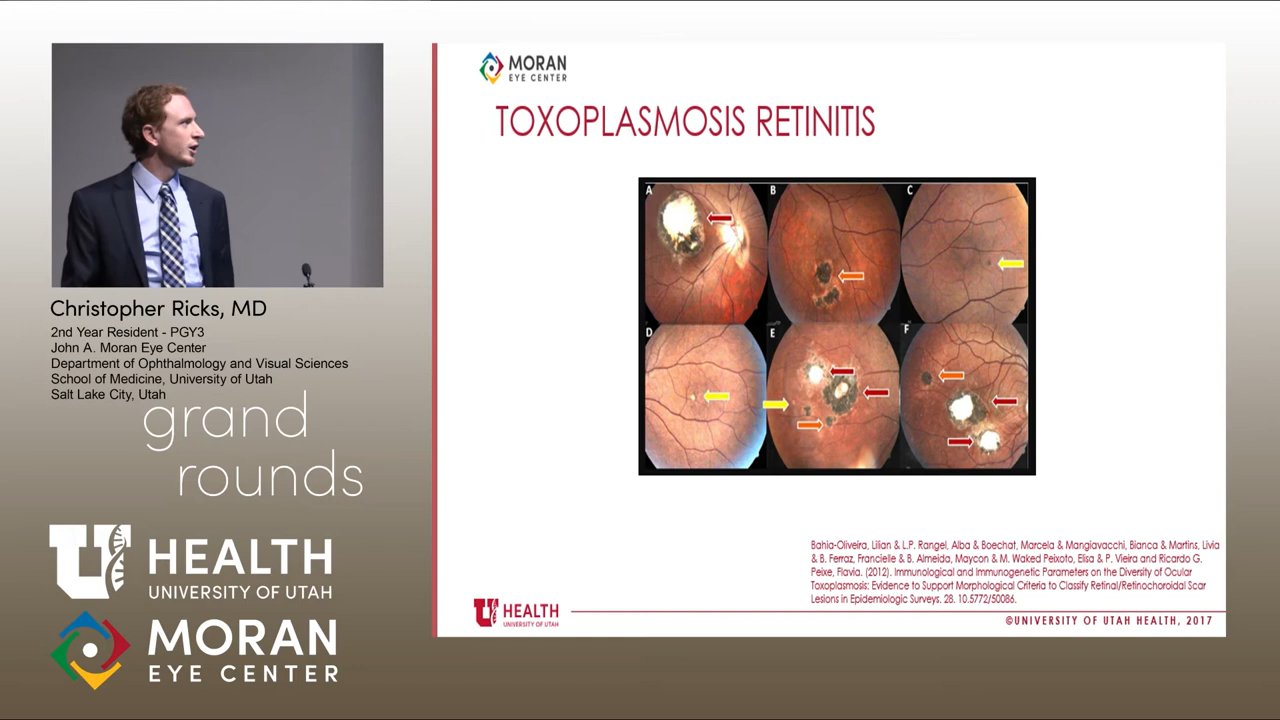 Christopher Ricks, MD
2nd Year Resident - PGY3
John A. Moran Eye Center
Department of Ophthalmology and Visual Sciences
School of Medicine, University of Utah
Salt Lake City, Utah
grand
rounds
U HEALTH
UNIVERSITY OF UTAH
MORAN
EYE CENTER
MORAN
EYE CENTER
TOXOPLASMOSIS RETINITIS
A
B
C
D
E
F
Bahia-Oliveira, Lilian & L.P. Rangel, Alba & Boechat, Marcela & Mangiavacchi, Bianca & Martins, Livia
& B. Ferraz, Francielle & B. Almeida, Maycon & M. Waked Peixoto, Elisa & P. Vieira and Ricardo G.
Peixe, Flavia. (2012). Immunological and Immunogenetic Parameters on the Diversity of Ocular
Toxoplasmosis: Evidence to Support Morphological Criteria to Classify Retinal/Retinochoroidal Scar
Lesions in Epidemiologic Surveys. 28. 10.5772/50086.
U HEALTH
UNIVERSITY OF UTAH
©UNIVERSITY OF UTAH HEALTH, 2017